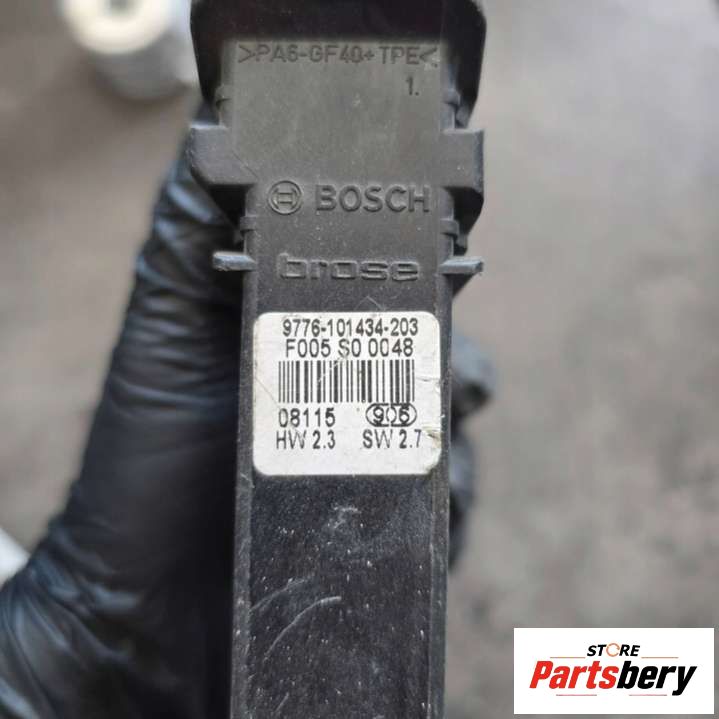 >PA6-GF40+TPE<
1.
BOSCH
brose
9776-101434-203
F005 S0 0048
08115 906
HW 2.3 SW 2.7
STORE
Partsbery